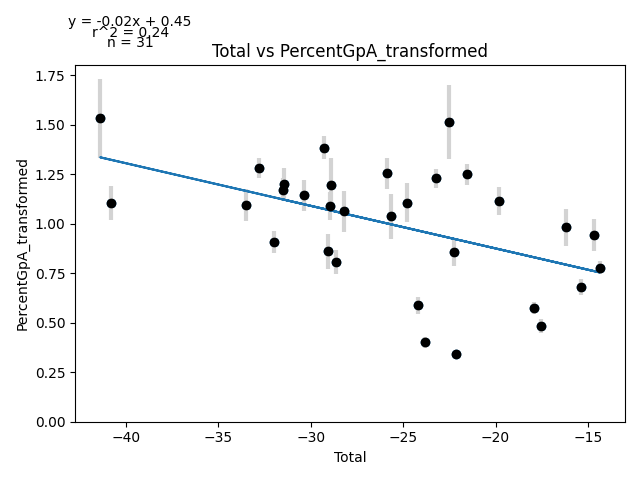 y = -0.02x + 0.45
r^2 = 0.24
n = 31
Total vs PercentGpA_transformed
1.75
1.50
1.25
1.00
0.75
0.50
0.25
0.00
PercentGpA_transformed
−40
−35
−30
−25
−20
−15
Total